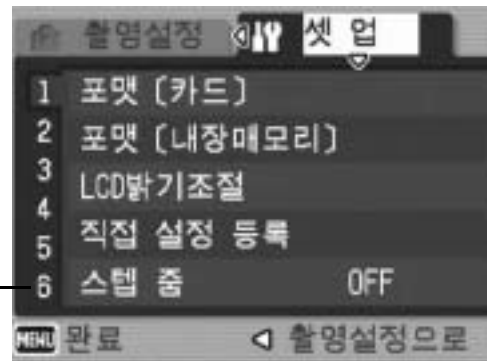 촬영설정 셋 업
1 포맷 [카드]
2 포맷 [내장메모리]
3 LCD밝기조절
4 직접 설정 등록
5 스텝 줌 OFF
6
MENU 완료 촬영설정으로